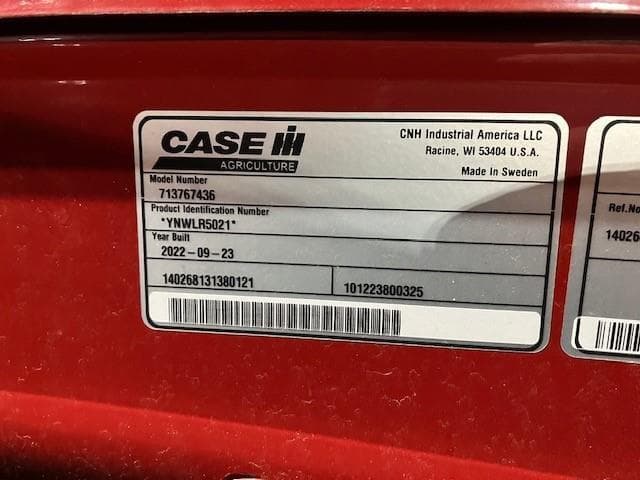 CASE IH
AGRICULTURE
CNH Industrial America LLC
Racine, WI 53404 U.S.A.
Made in Sweden
Model Number
713767436
Product Identification Number
*YNWLR5021*
Year Built
2022-09-23
140268131380121
101223800325
Ref.No
140268